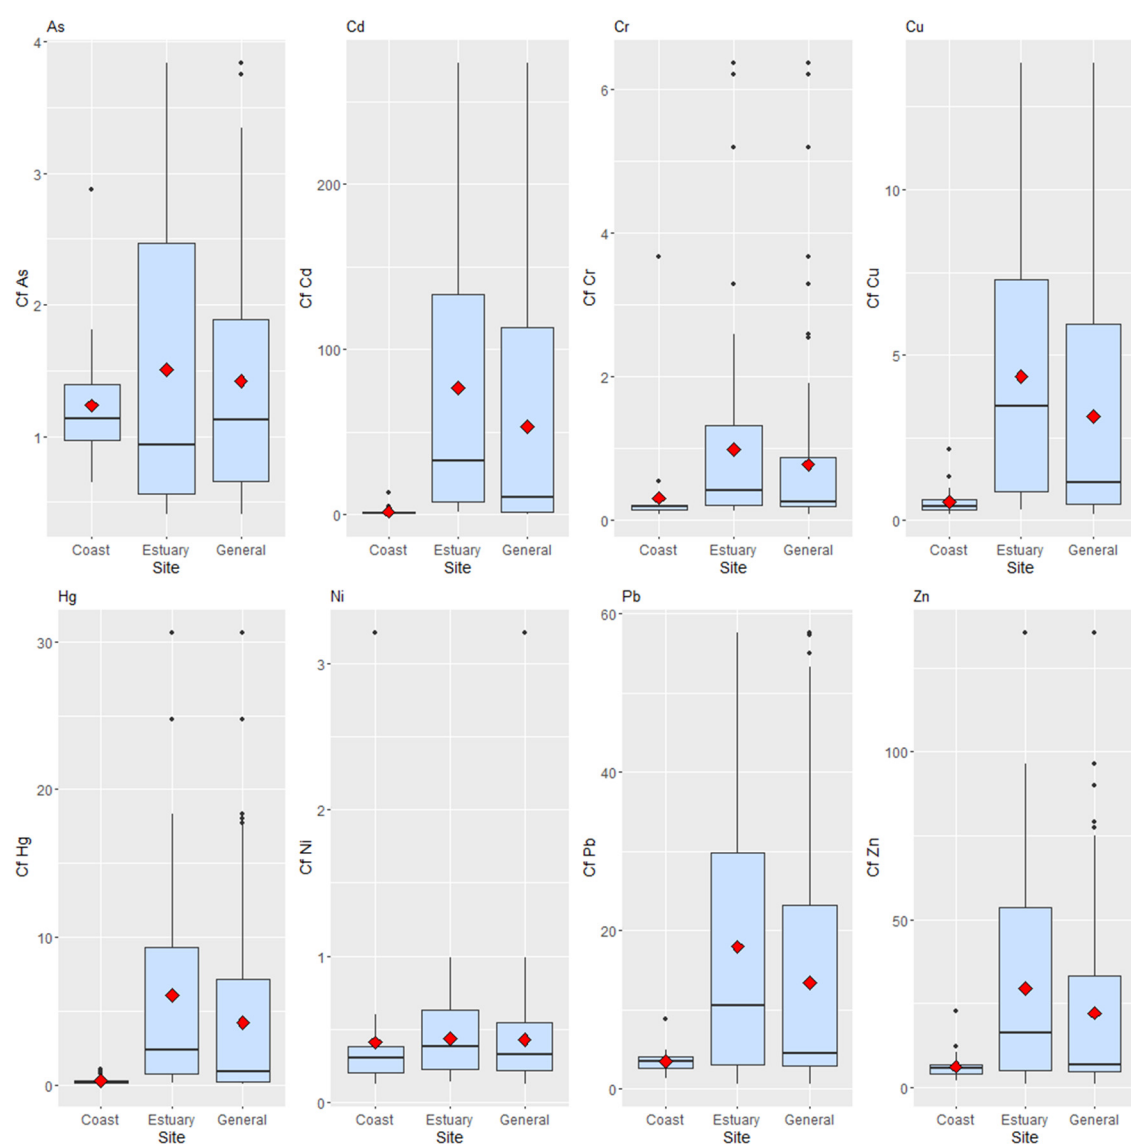 As
Cf As
4
3
2
1
Coast Estuary General
Site
Cd
Cf Cd
200
100
0
Coast Estuary General
Site
Cr
Cf Cr
6
4
2
0
Coast Estuary General
Site
Cu
Cf Cu
10
5
0
Coast Estuary General
Site
Hg
Cf Hg
30
20
10
0
Coast Estuary General
Site
Ni
Cf Ni
3
2
1
0
Coast Estuary General
Site
Pb
Cf Pb
60
40
20
0
Coast Estuary General
Site
Zn
Cf Zn
100
50
0
Coast Estuary General
Site